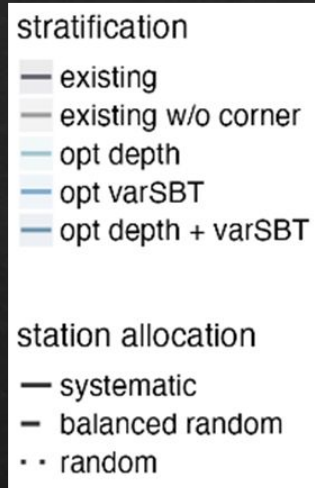 stratification
existing
existing w/o corner
opt depth
opt varSBT
opt depth + varSBT
station allocation
systematic
balanced random
random